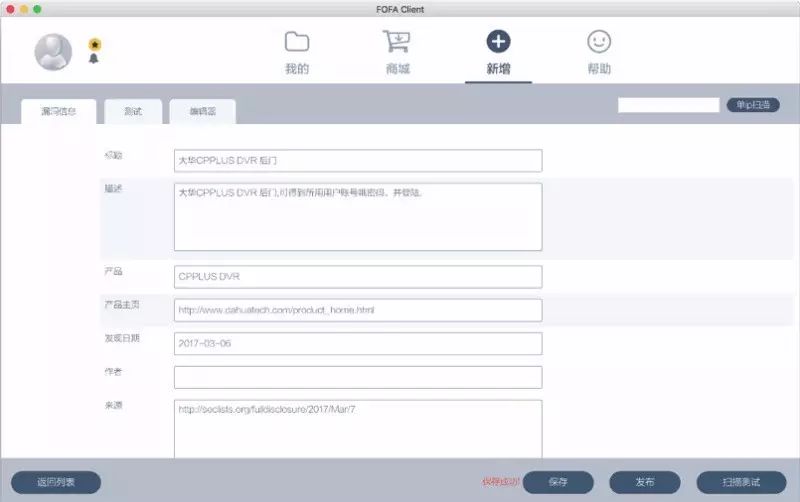 FOFA Client
我的
商城
新增
帮助
漏洞信息
测试
编辑器
单ip扫描
标题
大华CPPLUS DVR 后门
描述
大华CPPLUS DVR 后门,可得到所用用户账号跟密码。并登陆.
产品
CPPLUS DVR
产品主页
http://www.dahuatech.com/product_home.html
发现日期
2017-03-06
作者
来源
http://seclists.org/fulldisclosure/2017/Mar/7
返回列表
保存成功!
保存
发布
扫描测试